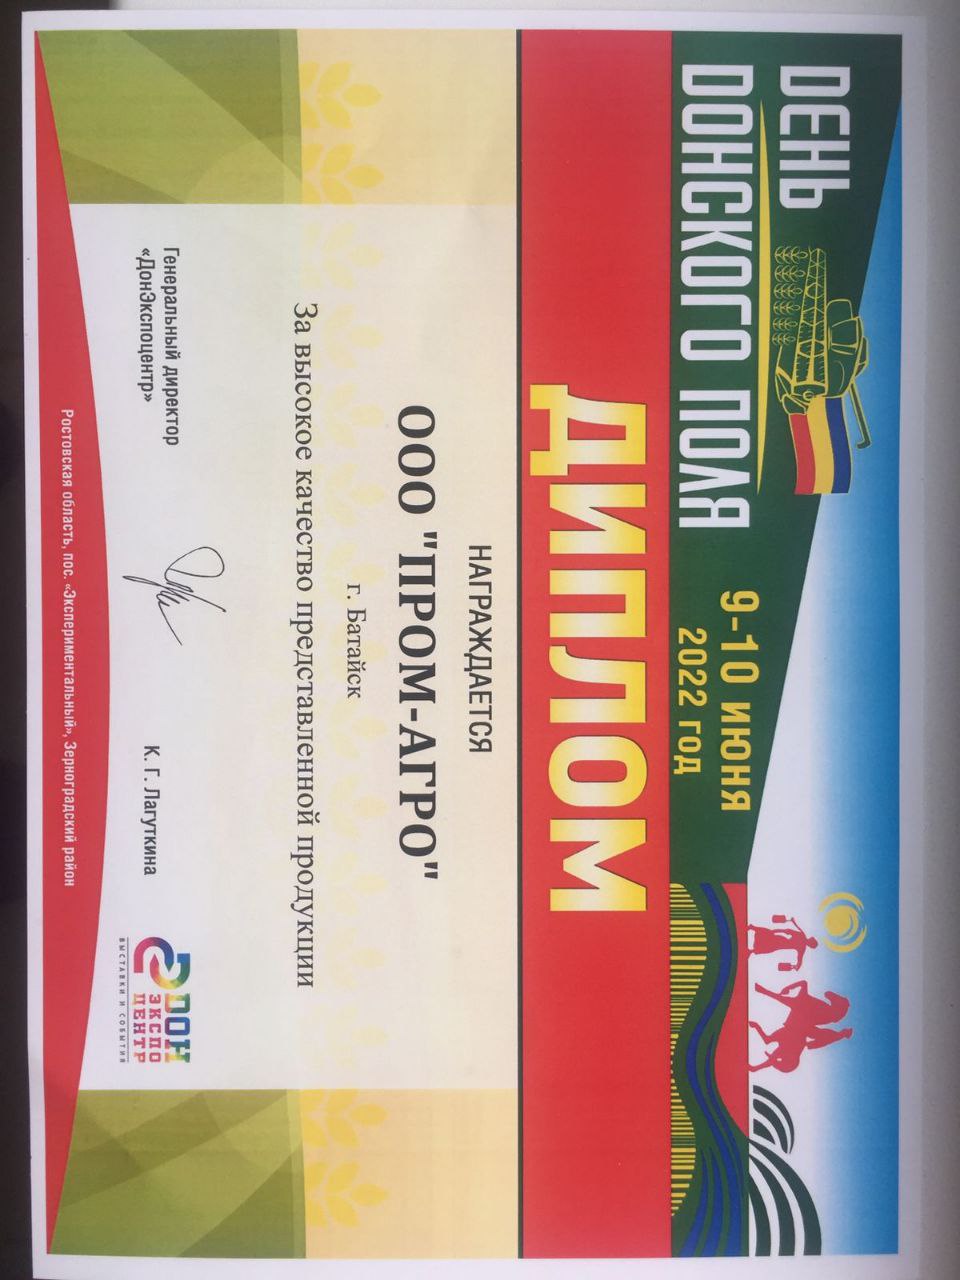 ДЕНЬ
ДОНСКОГО ПОЛЯ
9-10 ИЮНЯ
2022 ГОД
ДИПЛОМ
НАГРАЖДАЕТСЯ
ООО "ПРОМ-АГРО"
г. Батайск
За высокое качество представленной продукции
Генеральный директор
«ДонЭкспоцентр»
К. Г. Лагуткина
ДОН
ЭКСПО
ЦЕНТР
ВЫСТАВКИ И СОБЫТИЯ
Ростовская область, пос. «Экспериментальный», Зерноградский район